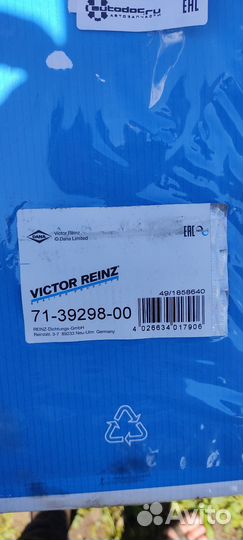 autodoc.ru
АВТОЗАПЧАСТИ
EAC
DANA
Victor Reinz
© Dana Limited
EAC
VICTOR REINZ
71-39298-00
REINZ-Dichtungs-GmbH
Reinzstr. 3-7 89233 Neu-Ulm Germany
49/1858640
4 026634 017906
Avito